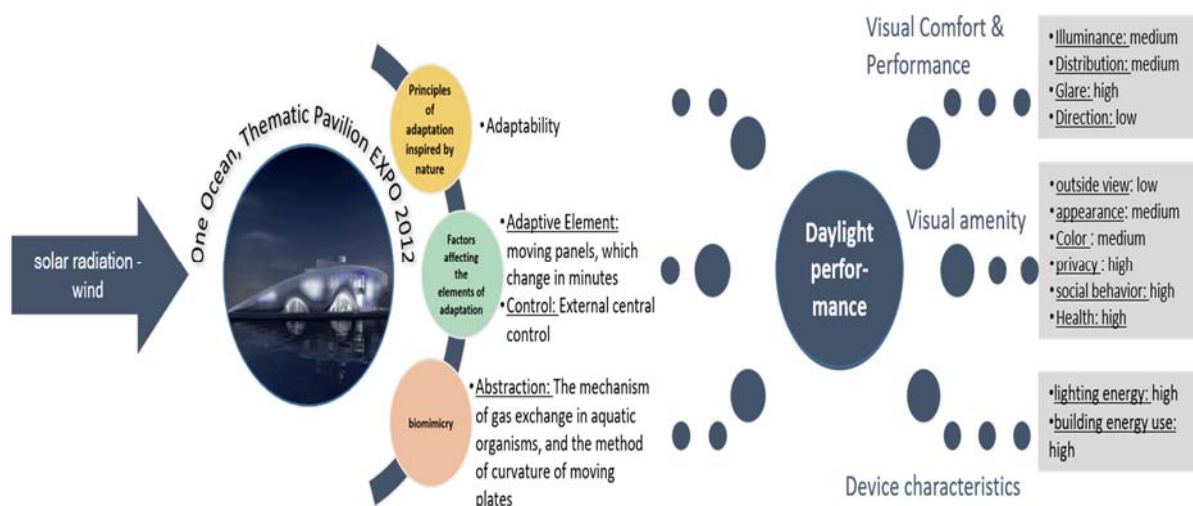 solar radiation -
wind
One Ocean, Thematic Pavilion EXPO 2012
Principles
of
adaptation
inspired by
nature
•Adaptability
Factors
affecting
the
elements of
adaptation
•Adaptive Element:
moving panels, which
change in minutes
•Control: External central
control
biomimicry
•Abstraction: The mechanism
of gas exchange in aquatic
organisms, and the method
of curvature of moving
plates
Daylight
perfor-
mance
Visual Comfort &
Performance
•Illuminance: medium
•Distribution: medium
•Glare: high
•Direction: low
Visual amenity
•outside view: low
•appearance: medium
•Color : medium
•privacy : high
•social behavior: high
•Health: high
Device characteristics
•lighting energy: high
•building energy use:
high